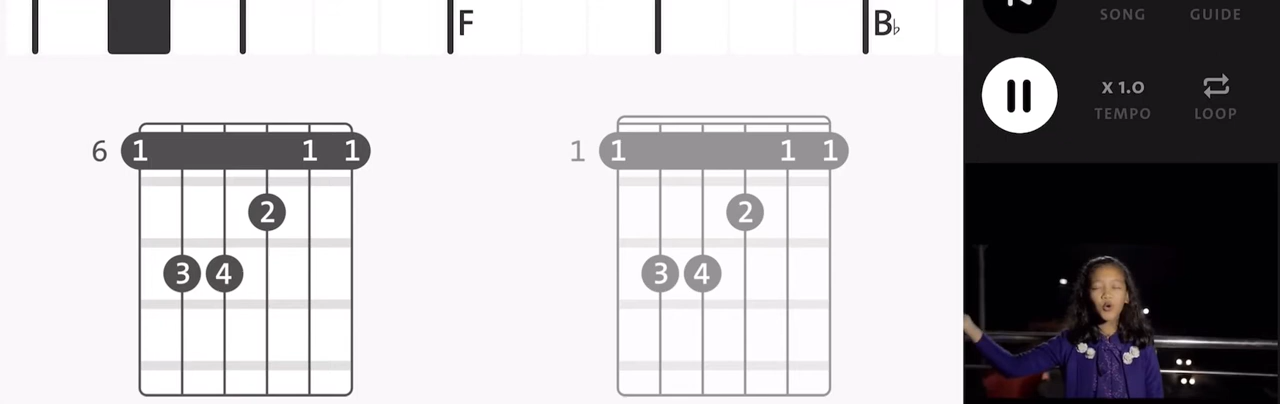 F
B♭
SONG GUIDE
x 1.0
TEMPO LOOP
6 1 1 1
2
3 4
1 1 1 1
2
3 4